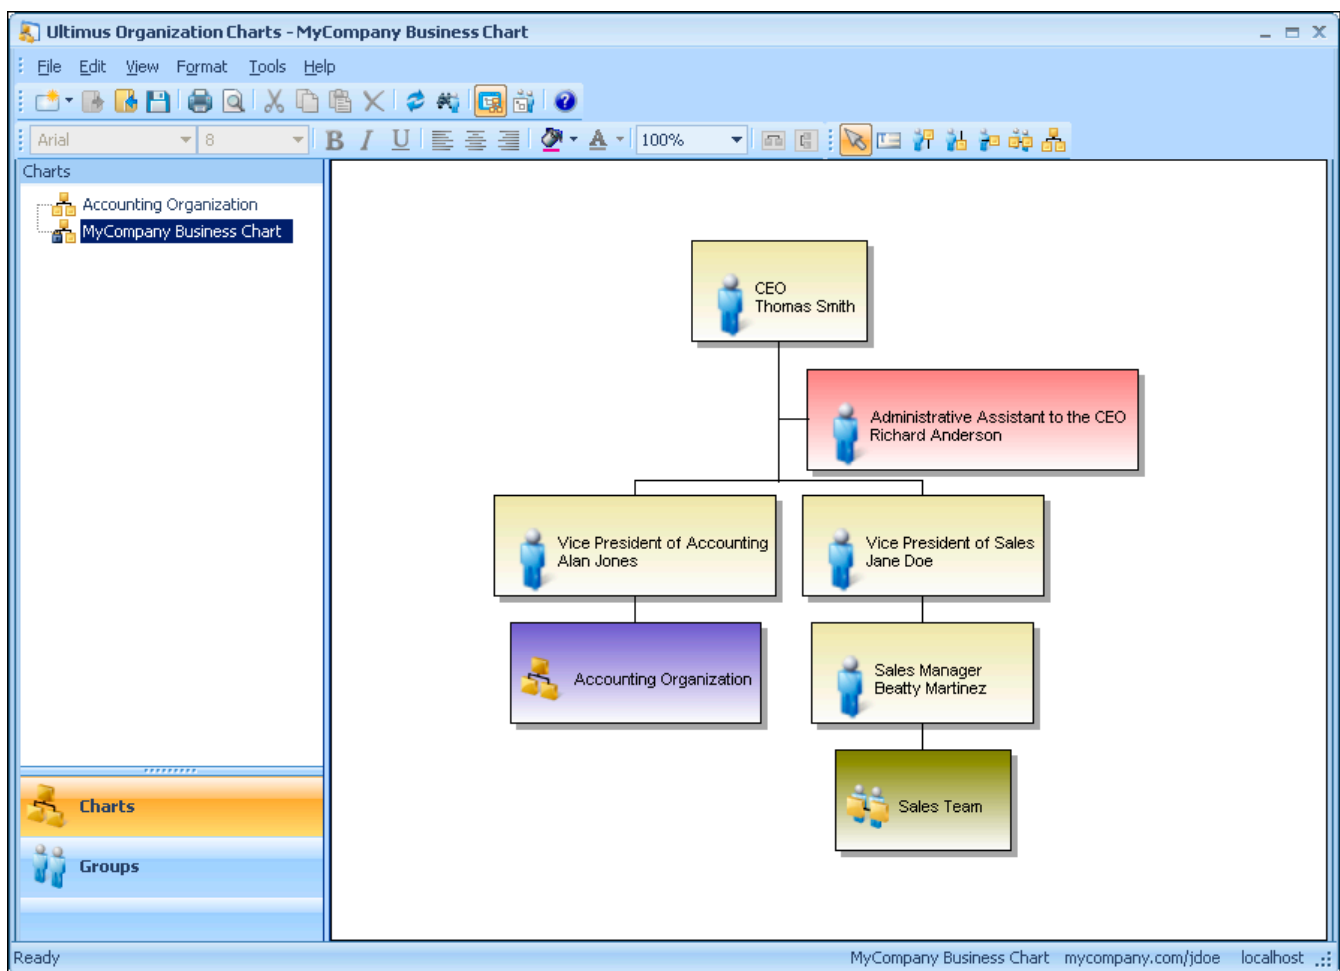 Ultimus Organization Charts - MyCompany Business Chart
File Edit View Format Tools Help
Arial 8 B I U A 100%
Charts
Accounting Organization
MyCompany Business Chart
CEO
Thomas Smith
Administrative Assistant to the CEO
Richard Anderson
Vice President of Accounting
Alan Jones
Vice President of Sales
Jane Doe
Accounting Organization
Sales Manager
Beatty Martinez
Sales Team
Charts
Groups
Ready MyCompany Business Chart mycompany.com/jdoe localhost